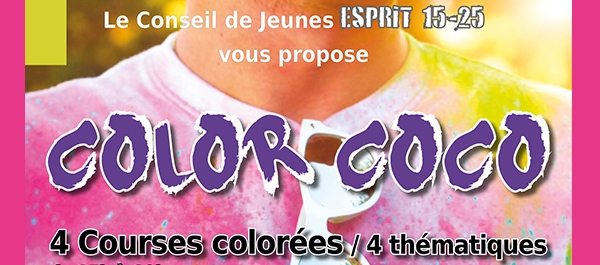 Le Conseil de Jeunes ESPRiT 15-25
vous propose
COLOR COCO
4 Courses colorées / 4 thématiques